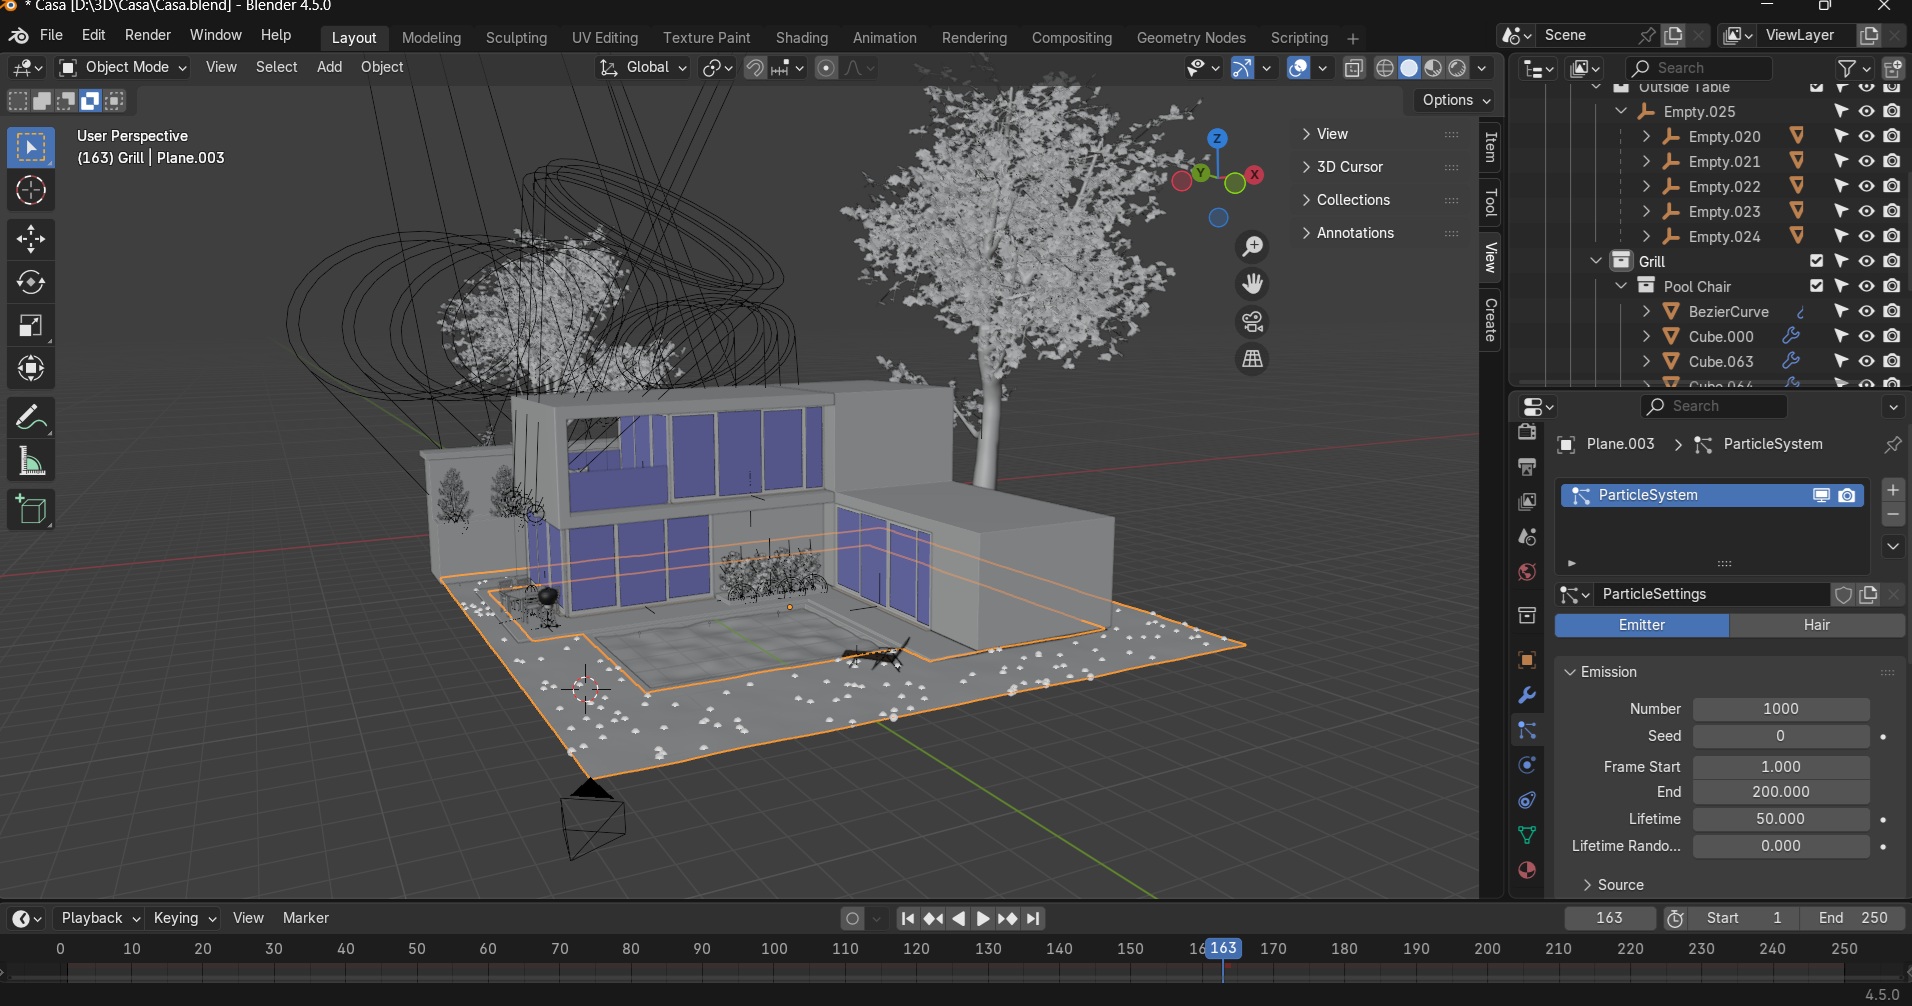 * Casa [D:\3D\Casa\Casa.blend] - Blender 4.5.0
File Edit Render Window Help
Layout Modeling Sculpting UV Editing Texture Paint Shading Animation Rendering Compositing Geometry Nodes Scripting +
Scene
ViewLayer
Object Mode View Select Add Object
Global
Search
Options
User Perspective
(163) Grill | Plane.003
Z
Y
X
View
3D Cursor
Collections
Annotations
Item
Tool
View
Create
Outside Table
Empty.025
Empty.020
Empty.021
Empty.022
Empty.023
Empty.024
Grill
Pool Chair
BezierCurve
Cube.000
Cube.063
Cube.064
Search
Plane.003 > ParticleSystem
ParticleSystem
ParticleSettings
Emitter Hair
Emission
Number 1000
Seed 0
Frame Start 1.000
End 200.000
Lifetime 50.000
Lifetime Rando... 0.000
Source
Playback Keying View Marker
163 Start 1 End 250
0 10 20 30 40 50 60 70 80 90 100 110 120 130 140 150 16 163 170 180 190 200 210 220 230 240 250
4.5.0